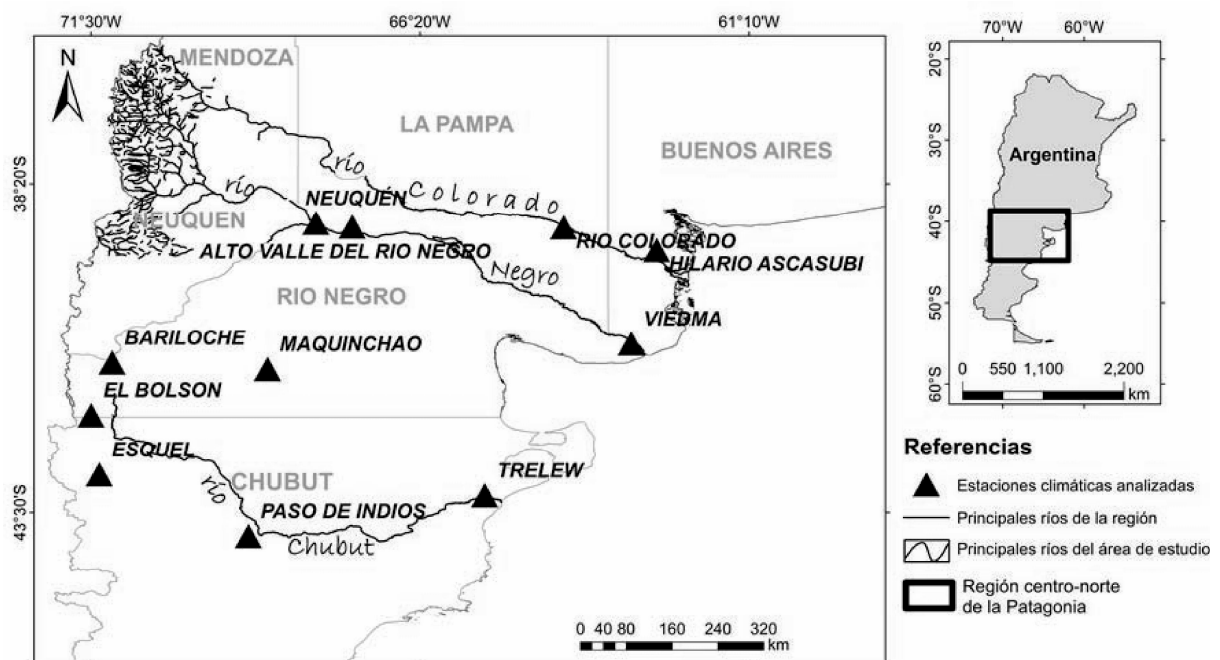 71°30'W
66°20'W
61°10'W
N
MENDOZA
LA PAMPA
BUENOS AIRES
38°20'S
río
Colorado
río
NEUQUEN
NEUQUEN
RIO COLORADO
ALTO VALLE DEL RIO NEGRO
HILARIO ASCASUBI
Negro
RIO NEGRO
VIEDMA
BARILOCHE
MAQUINCHAO
EL BOLSON
ESQUEL
CHUBUT
río
TRELEW
PASO DE INDIOS
43°30'S
Chubut
0 40 80 160 240 320
km
70°W 60°W
20°S
30°S
Argentina
40°S
50°S
0 550 1,100 2,200
km
60°S
Referencias
Estaciones climáticas analizadas
Principales ríos de la región
Principales ríos del área de estudio
Región centro-norte
de la Patagonia